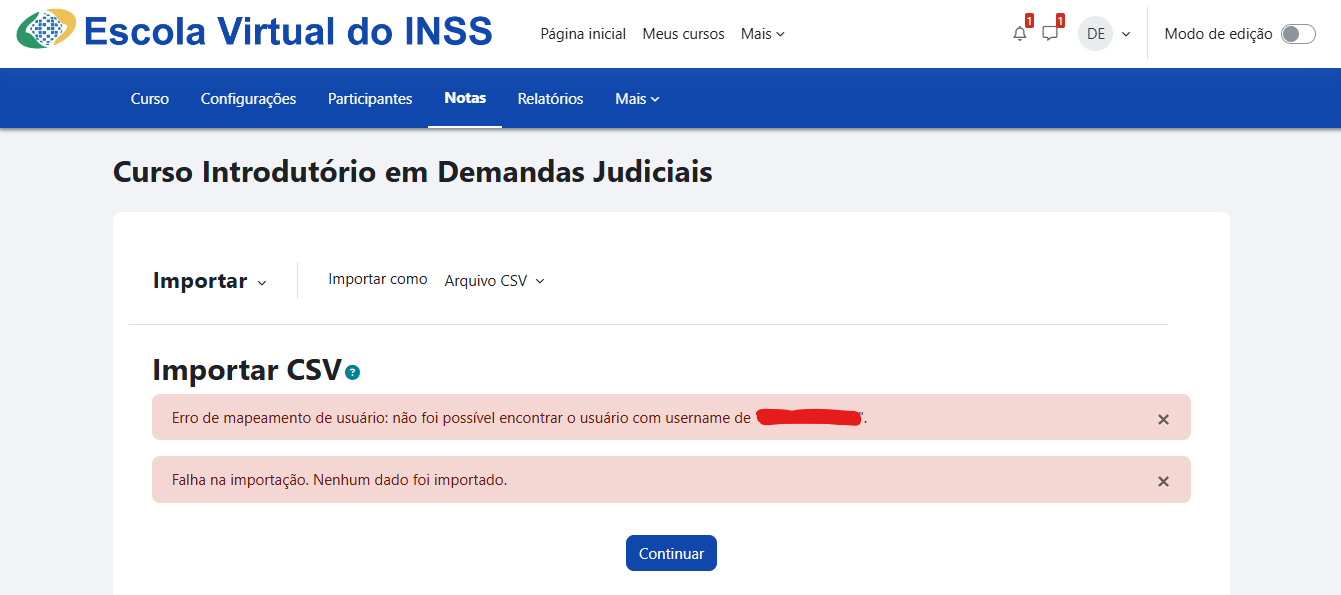 Escola Virtual do INSS
Página inicial Meus cursos Mais
1 1
DE
Modo de edição
Curso Configurações Participantes Notas Relatórios Mais
Curso Introdutório em Demandas Judiciais
Importar
Importar como Arquivo CSV
Importar CSV ?
Erro de mapeamento de usuário: não foi possível encontrar o usuário com username de ".
Falha na importação. Nenhum dado foi importado.
Continuar